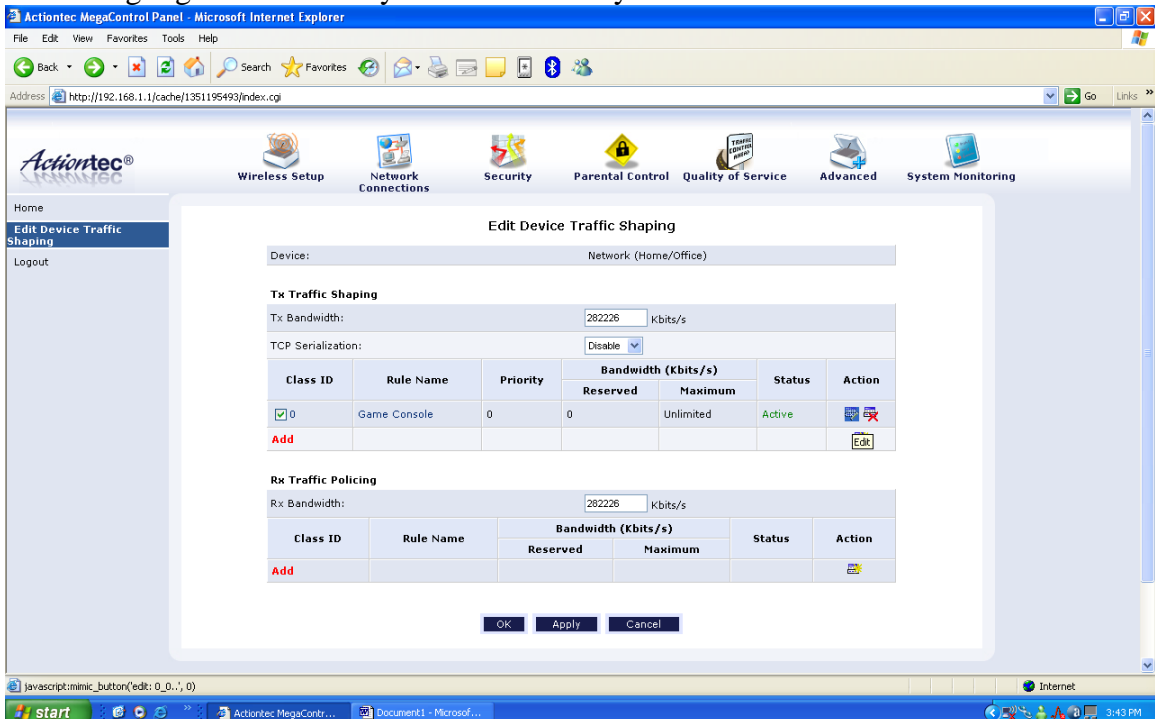 Actiontec MegaControl Panel - Microsoft Internet Explorer
File Edit View Favorites Tools Help
Back Search Favorites
Address http://192.168.1.1/cache/1351195493/index.cgi Go Links »
Actiontec®
Wireless Setup Network Connections Security Parental Control Quality of Service Advanced System Monitoring
TRAFFIC CONTROL AHEAD
Home
Edit Device Traffic Shaping
Logout
Edit Device Traffic Shaping
Device: Network (Home/Office)
Tx Traffic Shaping
Tx Bandwidth: 282226 Kbits/s
TCP Serialization: Disable
Class ID Rule Name Priority Bandwidth (Kbits/s) Status Action
Reserved Maximum
0 Game Console 0 0 Unlimited Active
Add
Edit
Rx Traffic Policing
Rx Bandwidth: 282226 Kbits/s
Class ID Rule Name Bandwidth (Kbits/s) Status Action
Reserved Maximum
Add
OK Apply Cancel
javascript:mimic_button('edit: 0_0..', 0) Internet
start » Actiontec MegaContr... Document1 - Microsof... 3:43 PM